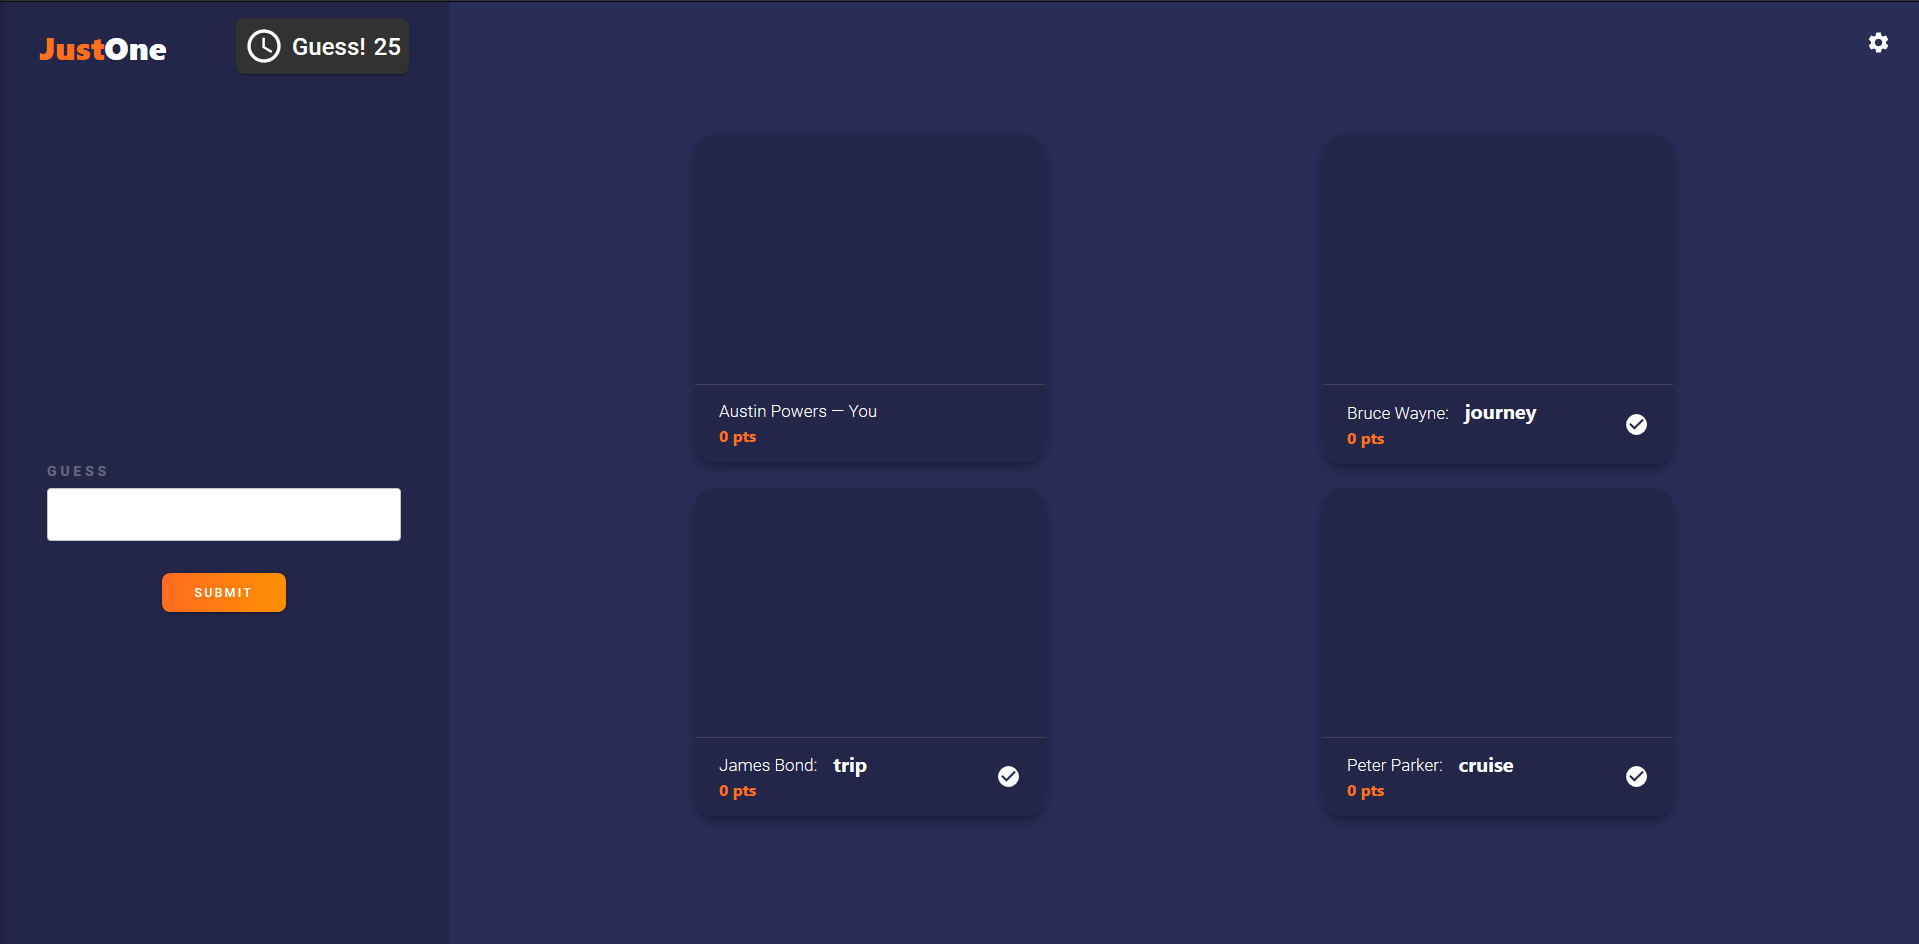 JustOne
Guess! 25
GUESS
SUBMIT
Austin Powers — You
0 pts
Bruce Wayne: journey
0 pts
James Bond: trip
0 pts
Peter Parker: cruise
0 pts